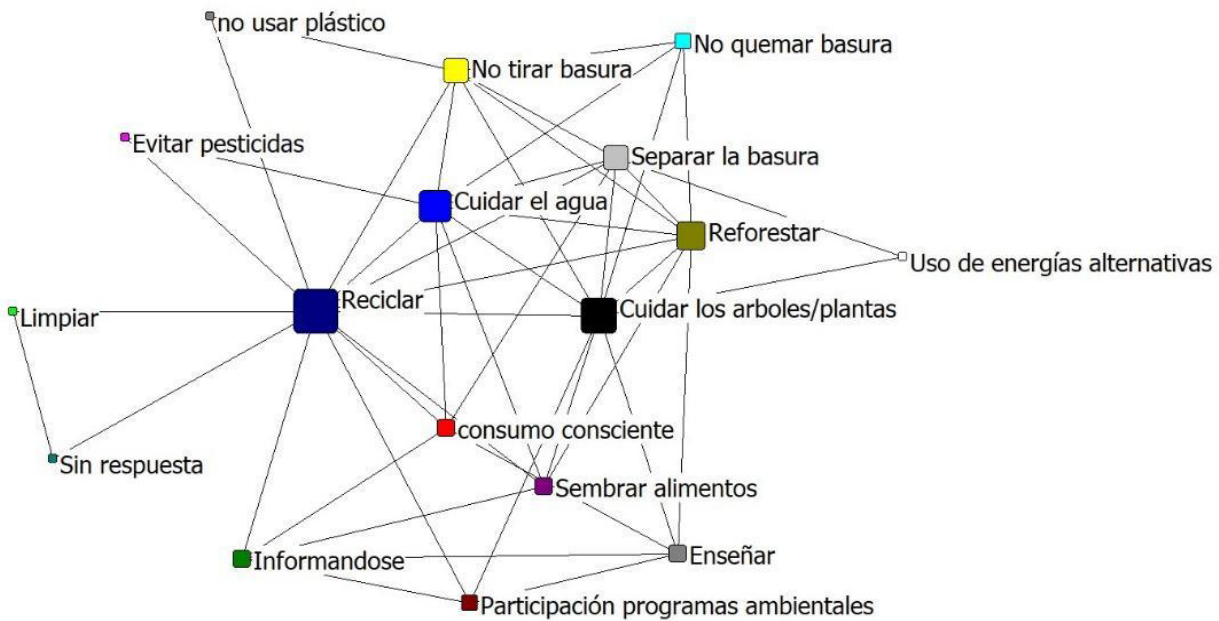 no usar plástico
No quemar basura
No tirar basura
Evitar pesticidas
Separar la basura
Cuidar el agua
Reforestar
Uso de energías alternativas
Reciclar
Cuidar los arboles/plantas
Limpiar
consumo consciente
Sin respuesta
Sembrar alimentos
Informandose
Enseñar
Participación programas ambientales